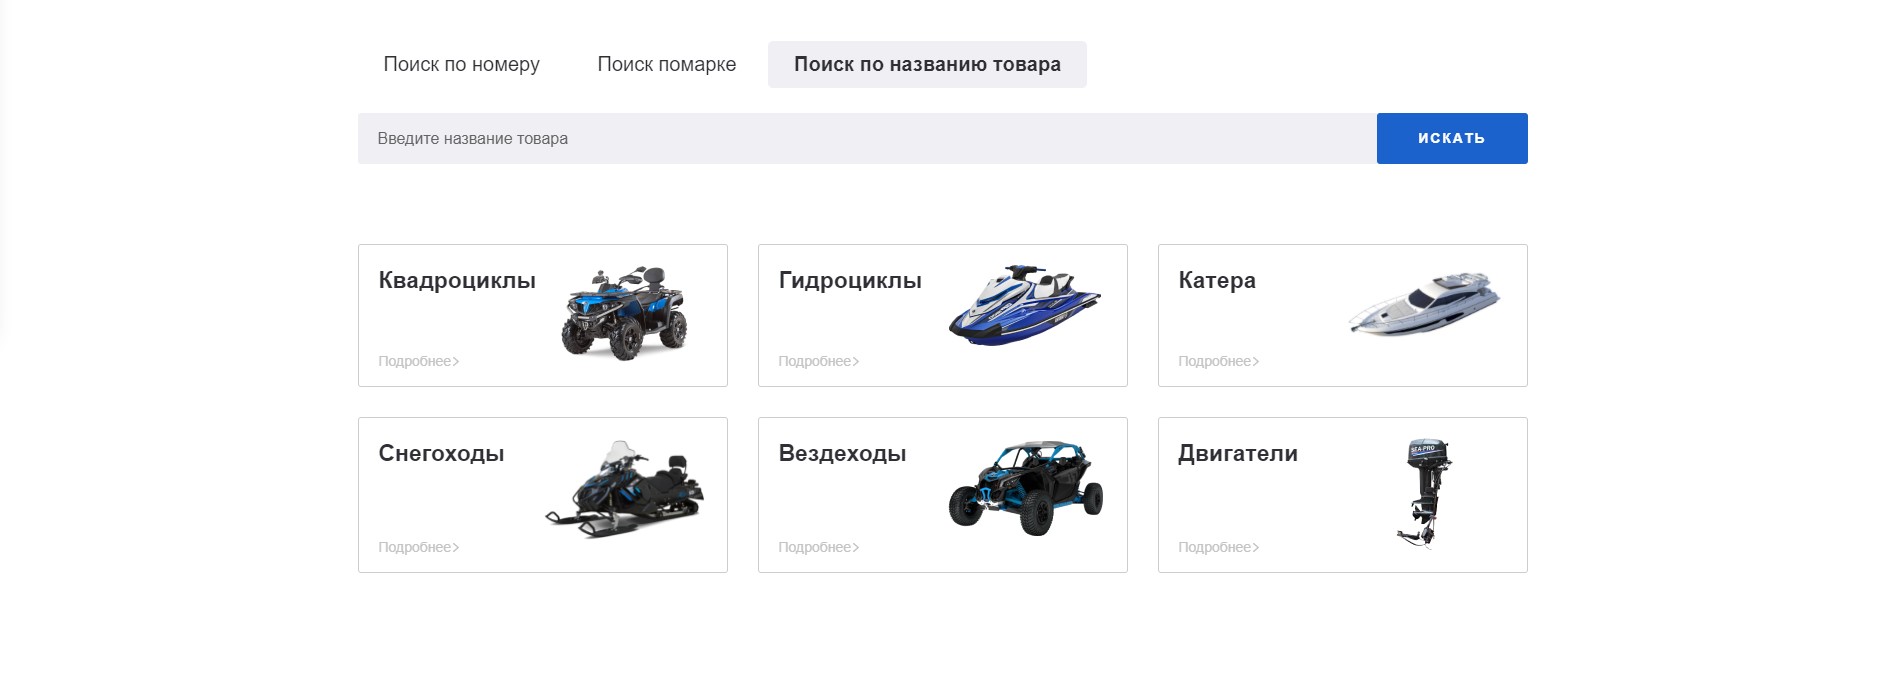 Поиск по номеру
Поиск помарке
Поиск по названию товара
Введите название товара
ИСКАТЬ
Квадроциклы
Подробнее>
Гидроциклы
Подробнее>
Катера
Подробнее>
Снегоходы
Подробнее>
Вездеходы
Подробнее>
Двигатели
SEA-PRO
Подробнее>